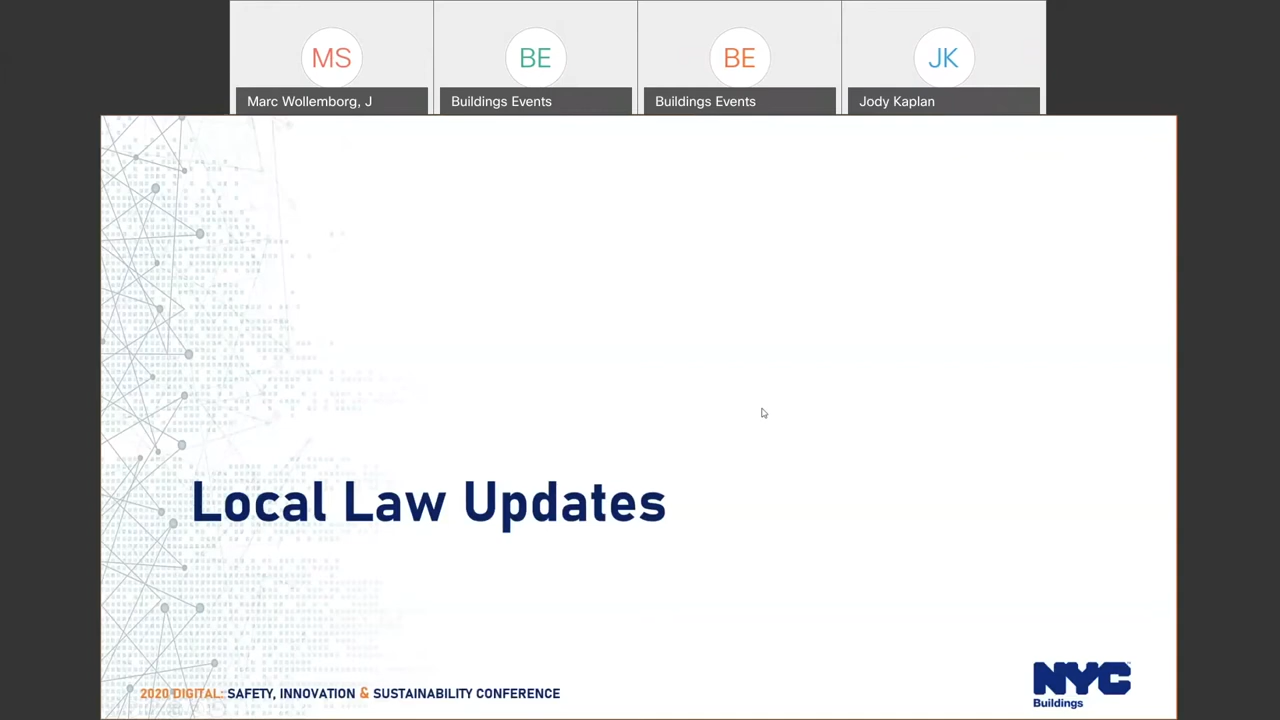 MS
BE
BE
JK
Marc Wollemborg, J
Buildings Events
Buildings Events
Jody Kaplan
Local Law Updates
2020 DIGITAL: SAFETY, INNOVATION & SUSTAINABILITY CONFERENCE
NYC
Buildings